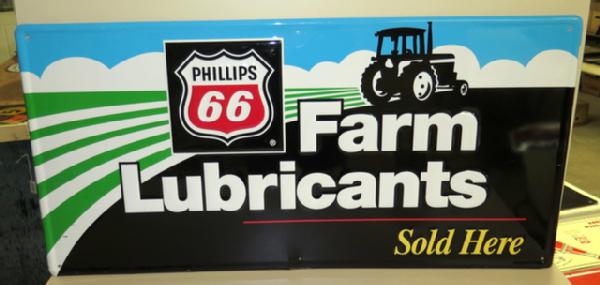 PHILLIPS
66
®
Farm
Lubricants
Sold Here